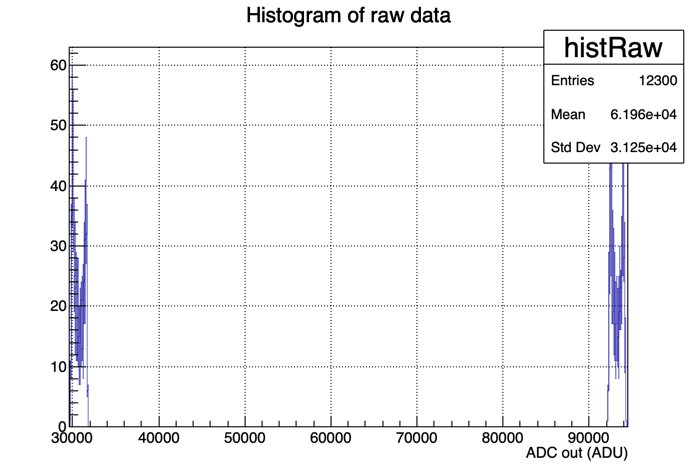 Histogram of raw data
histRaw
Entries 12300
Mean 6.196e+04
Std Dev 3.125e+04
60
50
40
30
20
10
0
30000 40000 50000 60000 70000 80000 90000
ADC out (ADU)